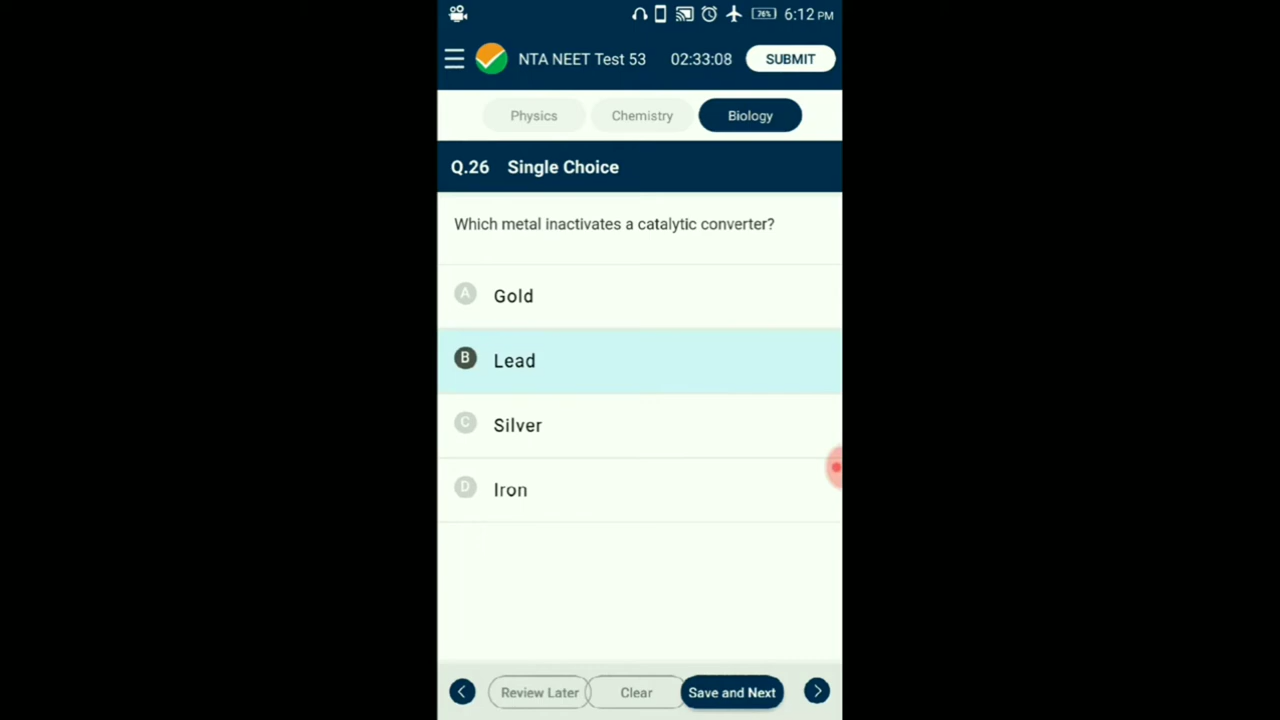 26% 6:12 PM
NTA NEET Test 53 02:33:08 SUBMIT
Physics Chemistry Biology
Q.26 Single Choice
Which metal inactivates a catalytic converter?
A Gold
B Lead
C Silver
D Iron
Review Later Clear Save and Next